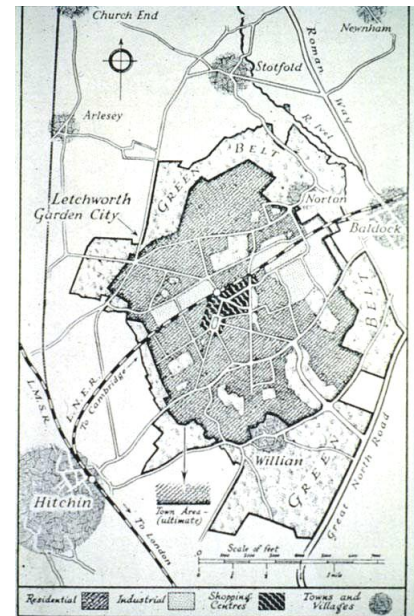 Church End
Newnham
Stotfold
Roman
Way
Arlesey
R. Ivel
GREEN
BELT
Letchworth
Garden City
Norton
Baldock
BELT
L.M.S.R.
L.N.E.R.
To Cambridge
Willian
GREEN
Great North Road
Hitchin
Town Area-
(ultimate)
To London
Scale of feet
1 mile
Residential
Industrial
Shopping
Centres
Towns and
Villages